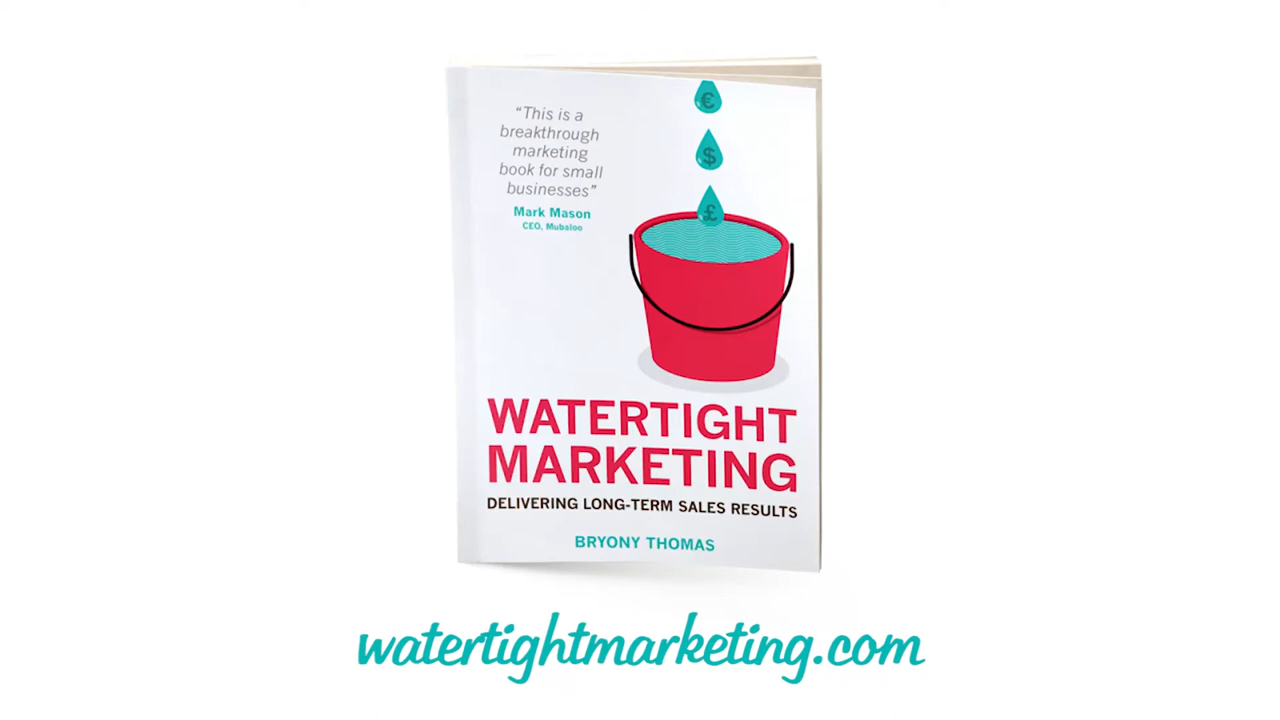 “This is a
breakthrough
marketing
book for small
businesses”
Mark Mason
CEO, Mubaloo
€
$
£
WATERTIGHT
MARKETING
DELIVERING LONG-TERM SALES RESULTS
BRYONY THOMAS
watertightmarketing.com